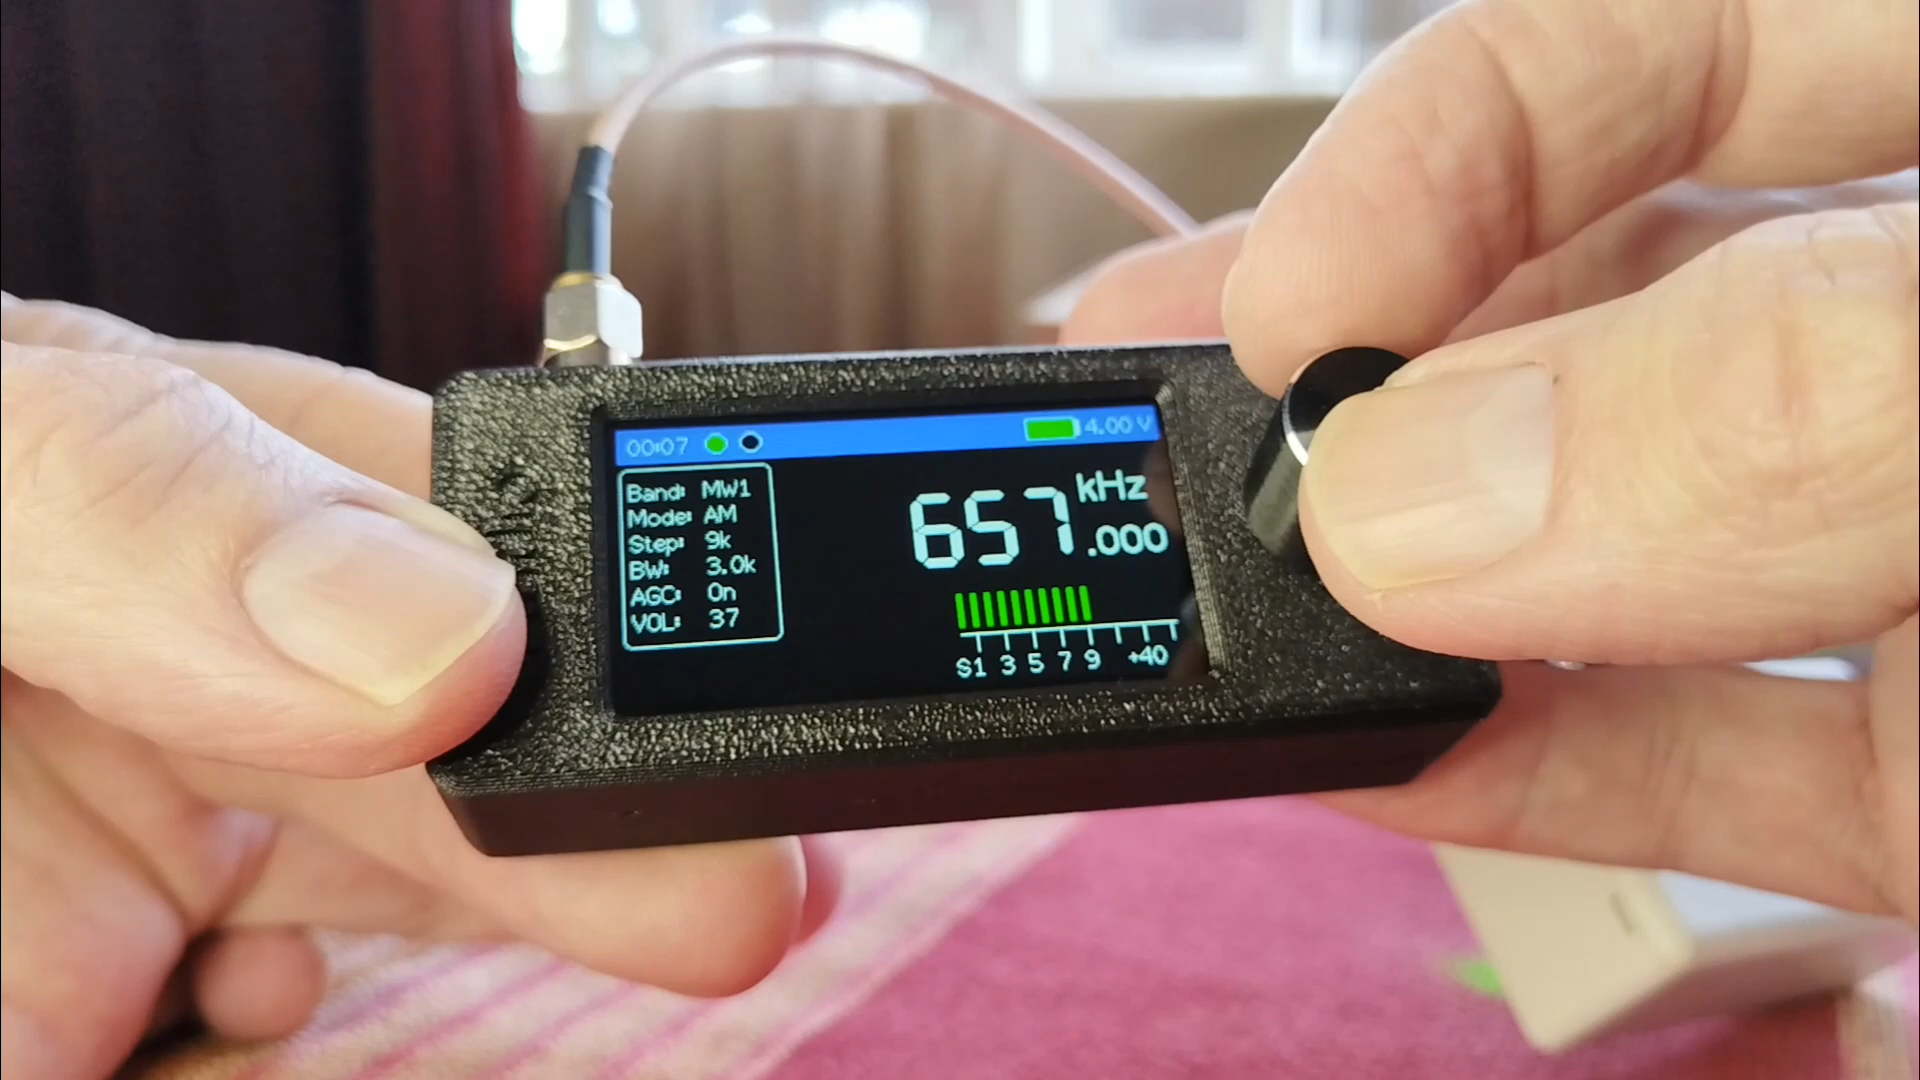 00:07 4.00 V
Band: MW1
Mode: AM
Step: 9k
BW: 3.0k
AGC: On
VOL: 37
657.000 kHz
S1 3 5 7 9 +40